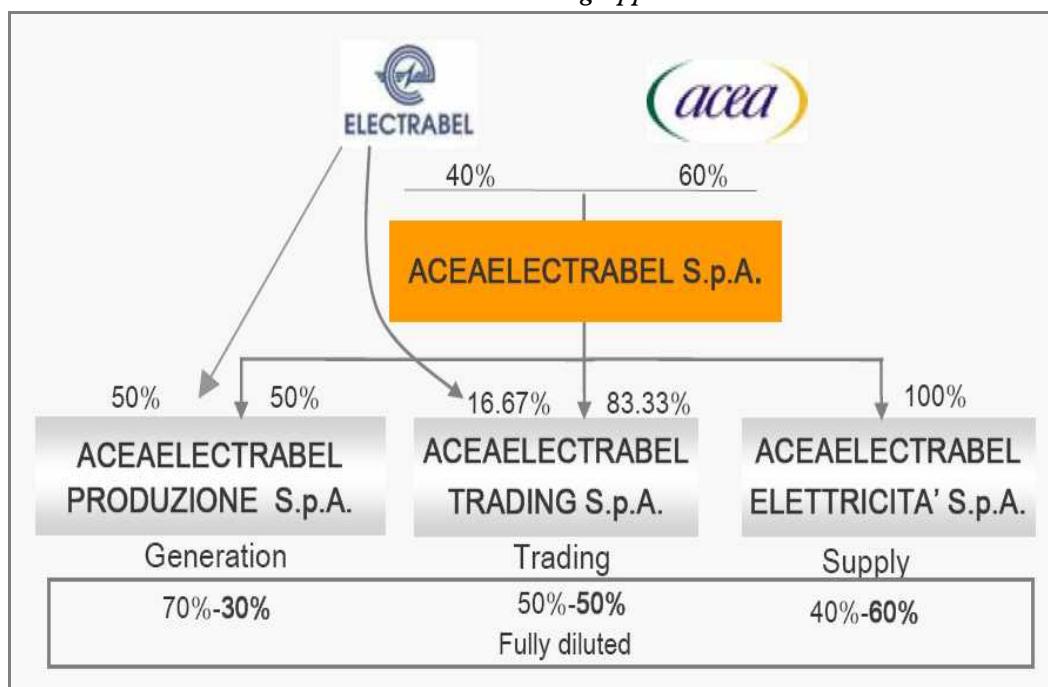 ELECTRABEL
acea
40%
60%
ACEAELECTRABEL S.p.A.
50%
50%
16.67%
83.33%
100%
ACEAELECTRABEL
PRODUZIONE S.p.A.
ACEAELECTRABEL
TRADING S.p.A.
ACEAELECTRABEL
ELETTRICITA’ S.p.A.
Generation
Trading
Supply
70%-30%
50%-50%
Fully diluted
40%-60%